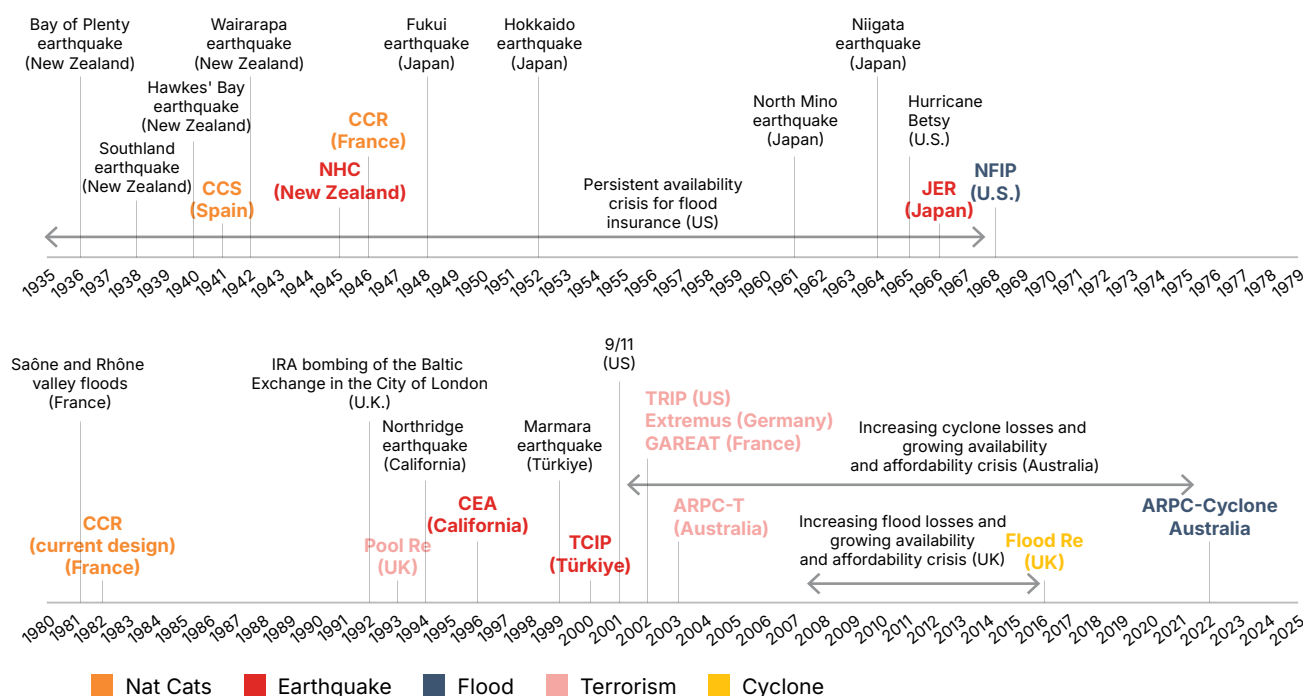 Bay of Plenty
earthquake
(New Zealand)
Wairarapa
earthquake
(New Zealand)
Fukui
earthquake
(Japan)
Hokkaido
earthquake
(Japan)
Niigata
earthquake
(Japan)
Hawkes' Bay
earthquake
(New Zealand)
North Mino
earthquake
(Japan)
Hurricane
Betsy
(U.S.)
CCR
(France)
Southland
earthquake
(New Zealand)
NHC
(New Zealand)
CCS
(Spain)
Persistent availability
crisis for flood
insurance (US)
JER
(Japan)
NFIP
(U.S.)
1935 1936 1937 1938 1939 1940 1941 1942 1943 1944 1945 1946 1947 1948 1949 1950 1951 1952 1953 1954 1955 1956 1957 1958 1959 1960 1961 1962 1963 1964 1965 1966 1967 1968 1969 1970 1971 1972 1973 1974 1975 1976 1977 1978 1979
Saône and Rhône
valley floods
(France)
IRA bombing of the Baltic
Exchange in the City of London
(U.K.)
9/11
(US)
Northridge
earthquake
(California)
Marmara
earthquake
(Türkiye)
TRIP (US)
Extremus (Germany)
GAREAT (France)
Increasing cyclone losses and
growing availability
and affordability crisis (Australia)
CCR
(current design)
(France)
Pool Re
(UK)
CEA
(California)
TCIP
(Türkiye)
ARPC-T
(Australia)
Increasing flood losses and
growing availability
and affordability crisis (UK)
Flood Re
(UK)
ARPC-Cyclone
Australia
1980 1981 1982 1983 1984 1985 1986 1987 1988 1989 1990 1991 1992 1993 1994 1995 1996 1997 1998 1999 2000 2001 2002 2003 2004 2005 2006 2007 2008 2009 2010 2011 2012 2013 2014 2015 2016 2017 2018 2019 2020 2021 2022 2023 2024 2025
Nat Cats Earthquake Flood Terrorism Cyclone